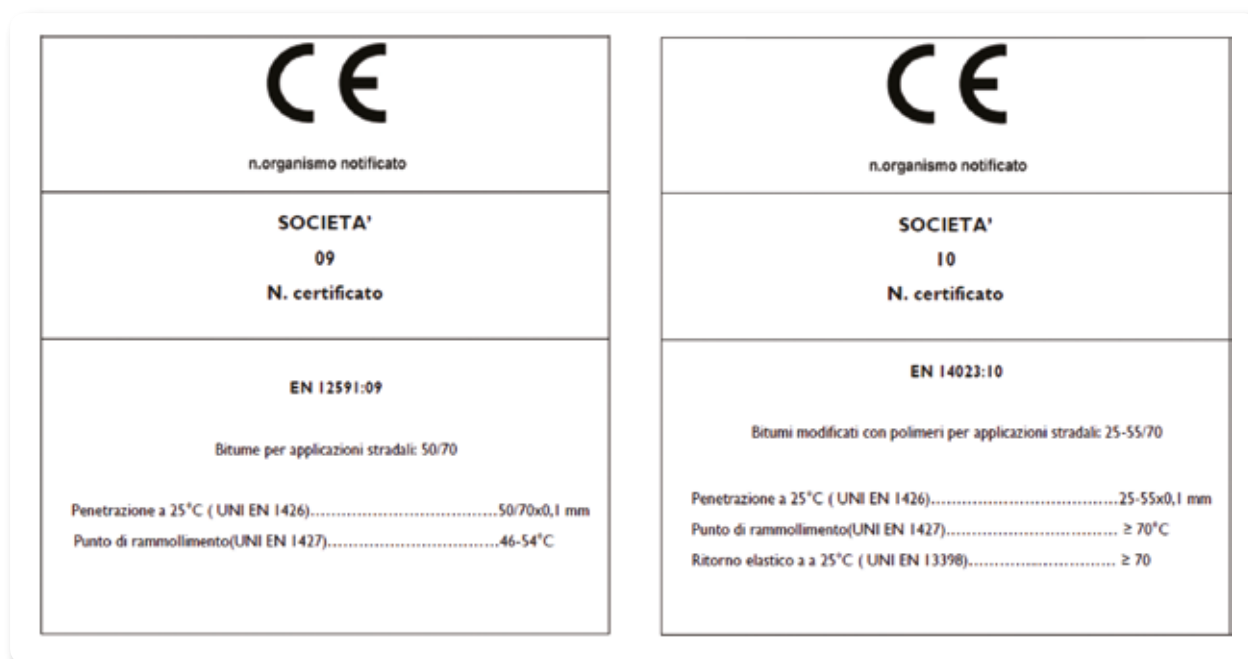 CE
n.organismo notificato
SOCIETA'
09
N. certificato
EN 12591:09
Bitume per applicazioni stradali: 50/70
Penetrazione a 25°C ( UNI EN 1426)....................................50/70x0,1 mm
Punto di rammollimento(UNI EN 1427).................................46-54°C
CE
n.organismo notificato
SOCIETA'
10
N. certificato
EN 14023:10
Bitumi modificati con polimeri per applicazioni stradali: 25-55/70
Penetrazione a 25°C ( UNI EN 1426)....................................25-55x0,1 mm
Punto di rammollimento(UNI EN 1427)................................. ≥ 70°C
Ritorno elastico a a 25°C ( UNI EN 13398)............................ ≥ 70